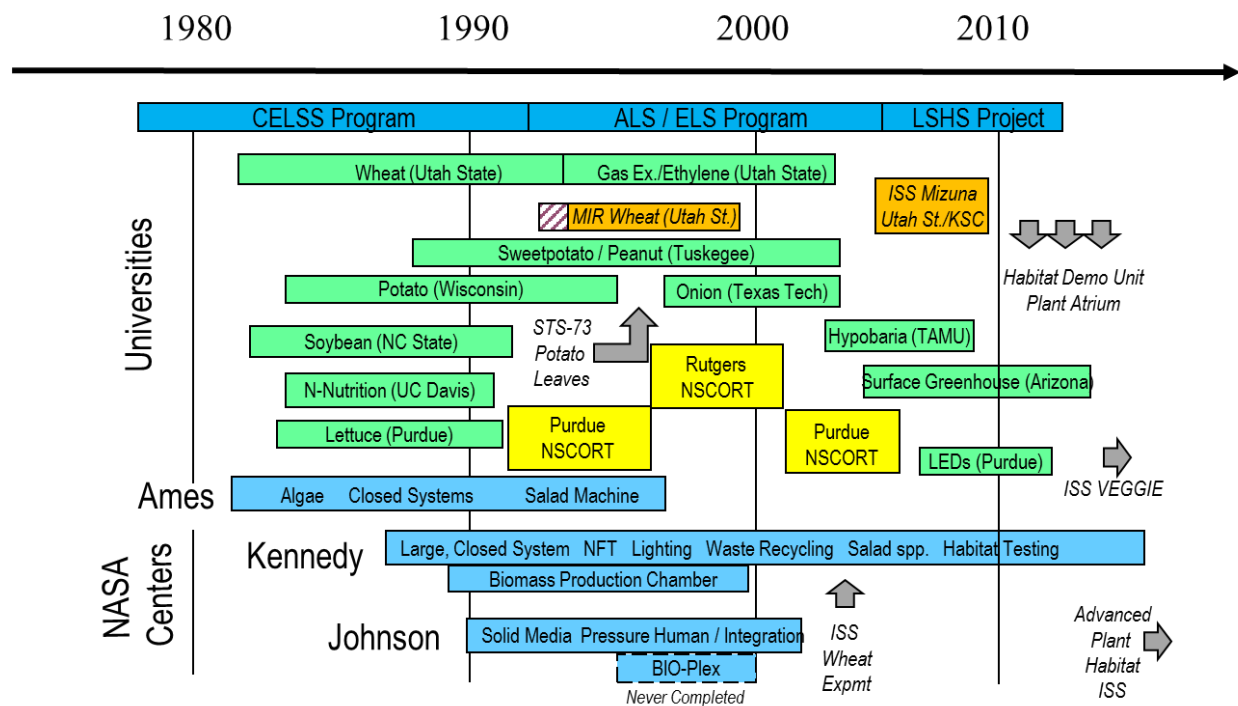 1980
1990
2000
2010
CELSS Program
ALS / ELS Program
LSHS Project
Universities
Wheat (Utah State)
Gas Ex./Ethylene (Utah State)
MIR Wheat (Utah St.)
ISS Mizuna
Utah St./KSC
Sweetpotato / Peanut (Tuskegee)
Habitat Demo Unit
Plant Atrium
Potato (Wisconsin)
Onion (Texas Tech)
STS-73
Potato
Leaves
Soybean (NC State)
Hypobaria (TAMU)
Rutgers
NSCORT
N-Nutrition (UC Davis)
Surface Greenhouse (Arizona)
Lettuce (Purdue)
Purdue
NSCORT
Purdue
NSCORT
LEDs (Purdue)
ISS VEGGIE
NASA
Centers
Ames
Algae Closed Systems Salad Machine
Kennedy
Large, Closed System NFT Lighting Waste Recycling Salad spp. Habitat Testing
Biomass Production Chamber
Johnson
Solid Media Pressure Human / Integration
BIO-Plex
Never Completed
ISS
Wheat
Expmt
Advanced
Plant
Habitat
ISS